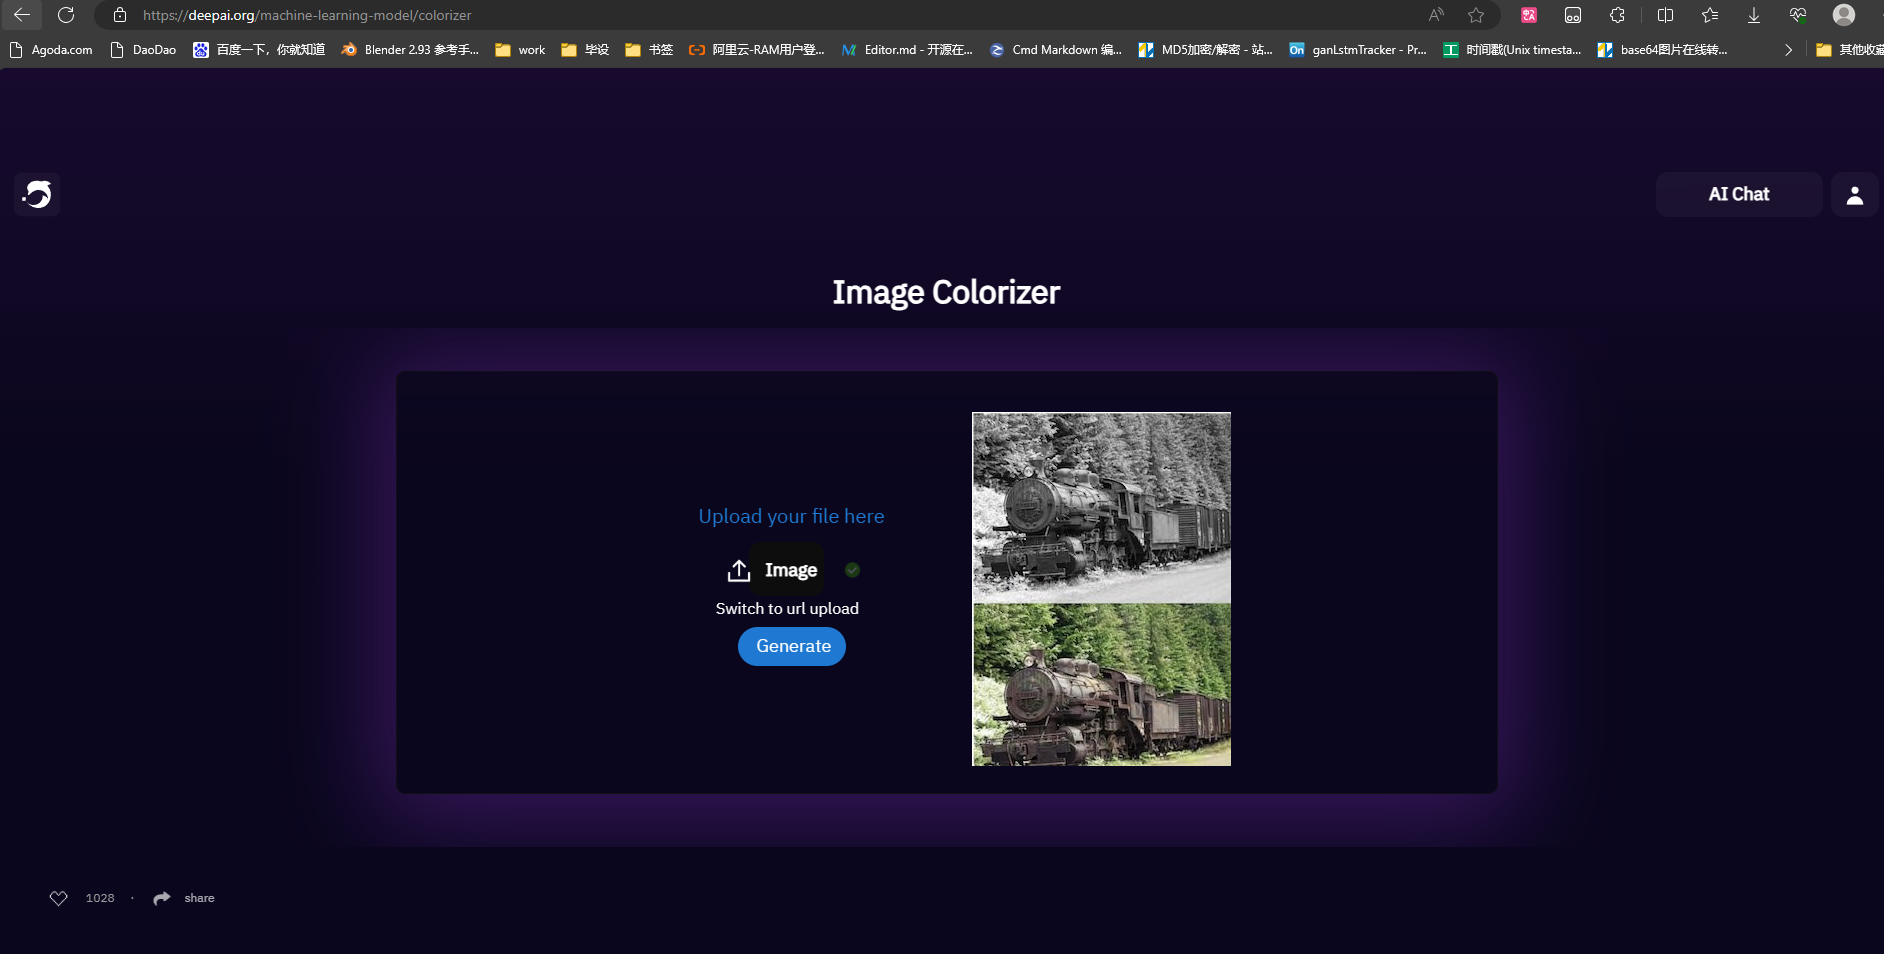 https://deepai.org/machine-learning-model/colorizer
Agoda.com DaoDao 百度一下，你就知道 Blender 2.93 参考手... work 毕设 书签 阿里云-RAM用户登... Editor.md - 开源在... Cmd Markdown 编... MD5加密/解密 - 站... ganLstmTracker - Pr... 时间戳(Unix timesta... base64图片在线转... 其他收藏
AI Chat
Image Colorizer
Upload your file here
Image
Switch to url upload
Generate
1028 · share